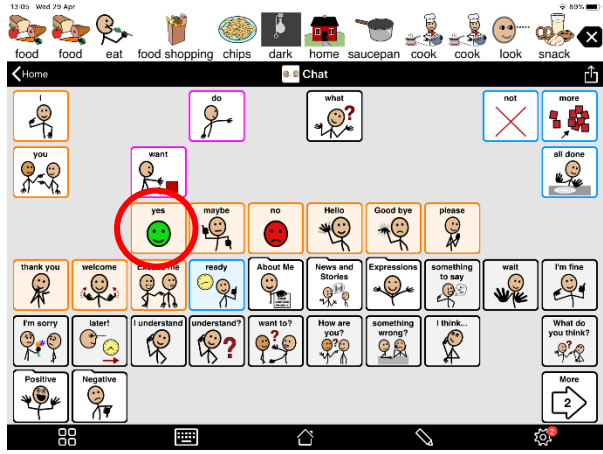 13:05 Wed 29 Apr 89%
food food eat food shopping chips dark home saucepan cook cook look snack
Home Chat
I do what not more
you want all done
yes maybe no Hello Good bye please
thank you welcome Excuse me ready About Me News and Stories Expressions something to say wait I'm fine
I'm sorry later! I understand understand? want to? How are you? something wrong? I think... What do you think?
Positive Negative More
2
2